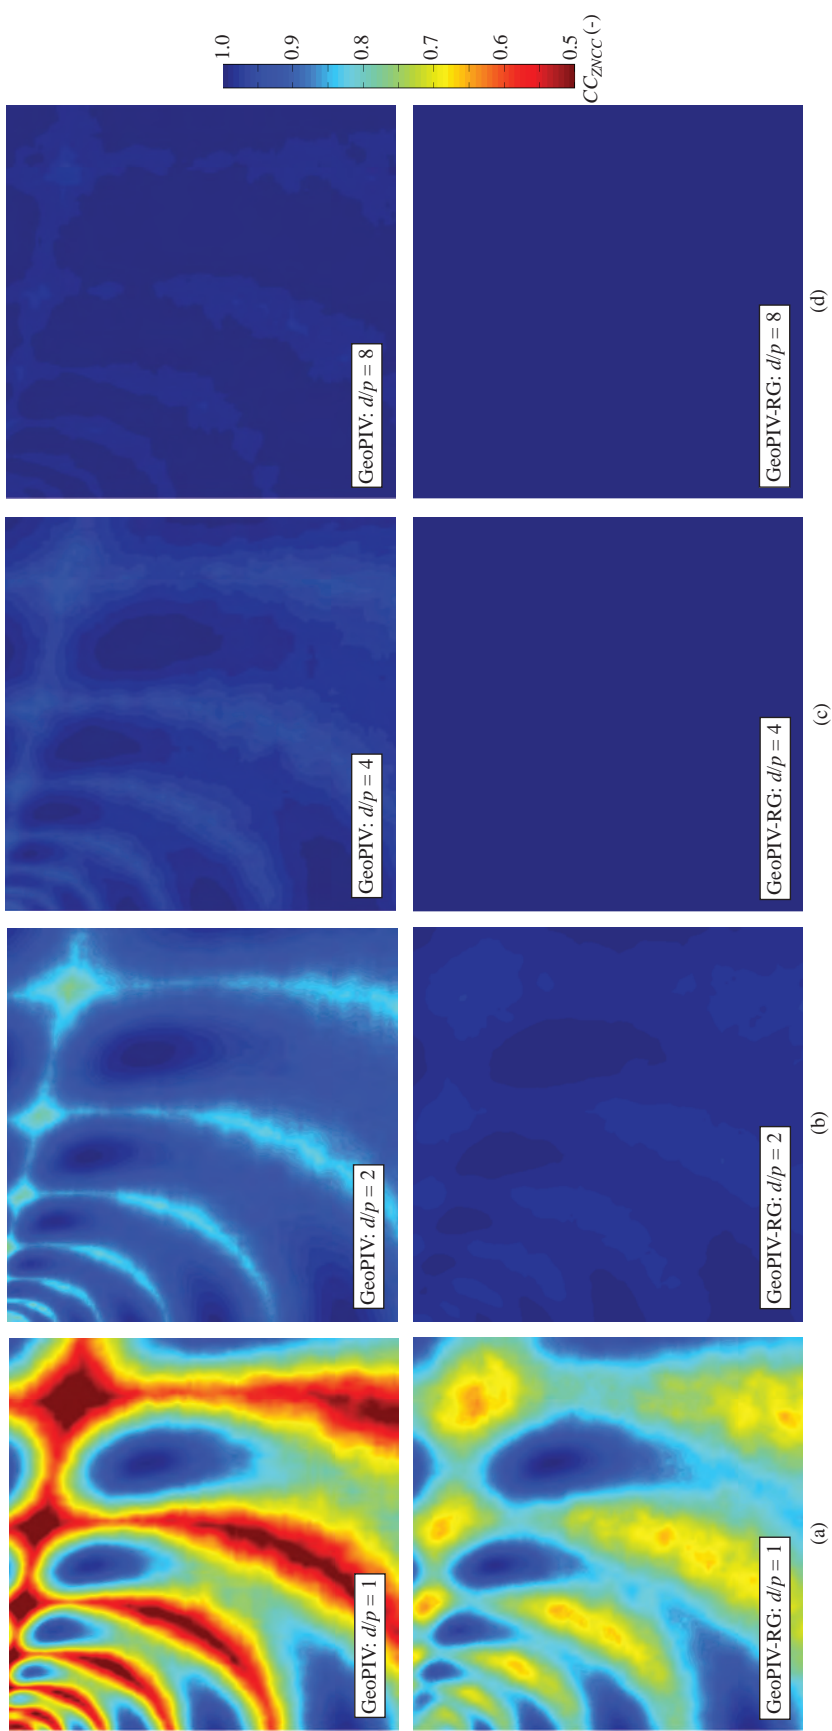 GeoPIV: d/p = 1
GeoPIV: d/p = 2
GeoPIV: d/p = 4
GeoPIV: d/p = 8
1.0
0.9
0.8
0.7
0.6
0.5
CC_ZNCC (-)
GeoPIV-RG: d/p = 1
GeoPIV-RG: d/p = 2
GeoPIV-RG: d/p = 4
GeoPIV-RG: d/p = 8
(a)
(b)
(c)
(d)